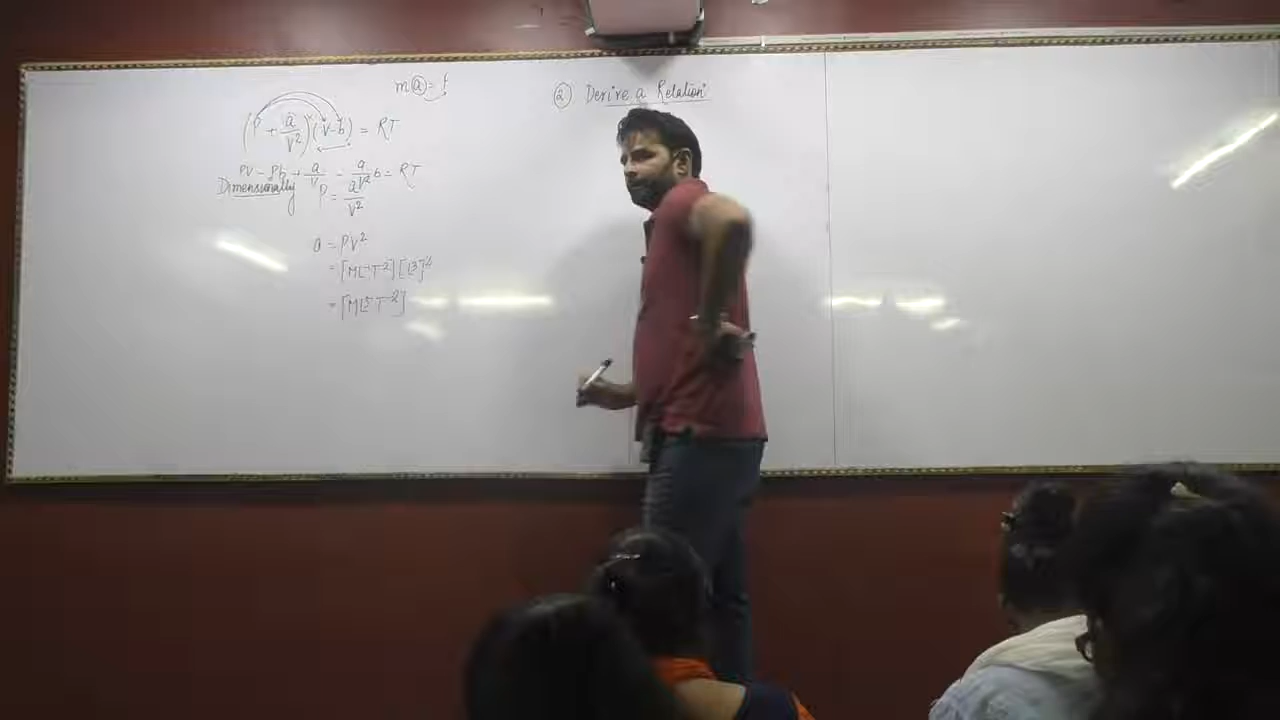 ma = f
(P + a/V²)(V - b) = RT
PV - Pb + a/V - a/V² b = RT
Dimensionally P = a/V²
a = PV²
= [ML⁻¹T⁻²] [L³]²
= [ML⁵T⁻²]
② Derive a Relation